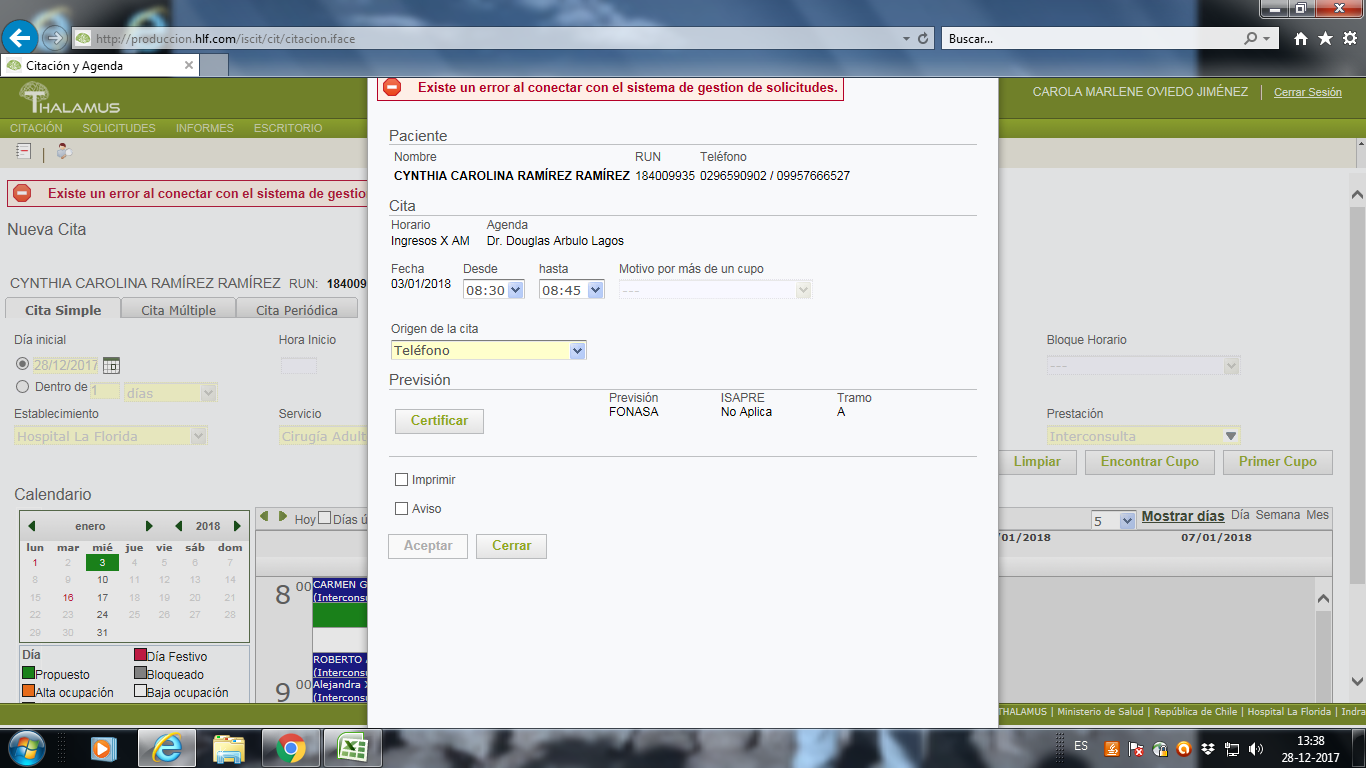 http://produccion.hlf.com/iscit/cit/citacion.iface
Buscar...
Citación y Agenda
THALAMUS
CAROLA MARLENE OVIEDO JIMÉNEZ
Cerrar Sesión
CITACIÓN SOLICITUDES INFORMES ESCRITORIO
Existe un error al conectar con el sistema de gestion de solicitudes.
Paciente
Nombre RUN Teléfono
CYNTHIA CAROLINA RAMÍREZ RAMÍREZ 184009935 0296590902 / 09957666527
Cita
Horario Agenda
Ingresos X AM Dr. Douglas Arbulo Lagos
Fecha Desde hasta Motivo por más de un cupo
03/01/2018 08:30 08:45 ---
Origen de la cita
Teléfono
Previsión
Previsión ISAPRE Tramo
FONASA No Aplica A
Certificar
Imprimir
Aviso
Aceptar Cerrar
Existe un error al conectar con el sistema de gestio
Nueva Cita
CYNTHIA CAROLINA RAMÍREZ RAMÍREZ RUN: 184009
Cita Simple Cita Múltiple Cita Periódica
Día inicial Hora Inicio Bloque Horario
28/12/2017 ---
Dentro de 1 días
Establecimiento Servicio Prestación
Hospital La Florida Cirugía Adult Interconsulta
Limpiar Encontrar Cupo Primer Cupo
Calendario
enero 2018
lun mar mié jue vie sáb dom
1 2 3 4 5 6 7
8 9 10 11 12 13 14
15 16 17 18 19 20 21
22 23 24 25 26 27 28
29 30 31
Día
Día Festivo
Propuesto Bloqueado
Alta ocupación Baja ocupación
Hoy Días ú
5 Mostrar días Día Semana Mes
/01/2018 07/01/2018
8 00 CARMEN G
(Interconsu
ROBERTO A
(Interconsu
9 00 Alejandra X
(Interconsu
THALAMUS | Ministerio de Salud | República de Chile | Hospital La Florida | Indra
ES
13:38
28-12-2017